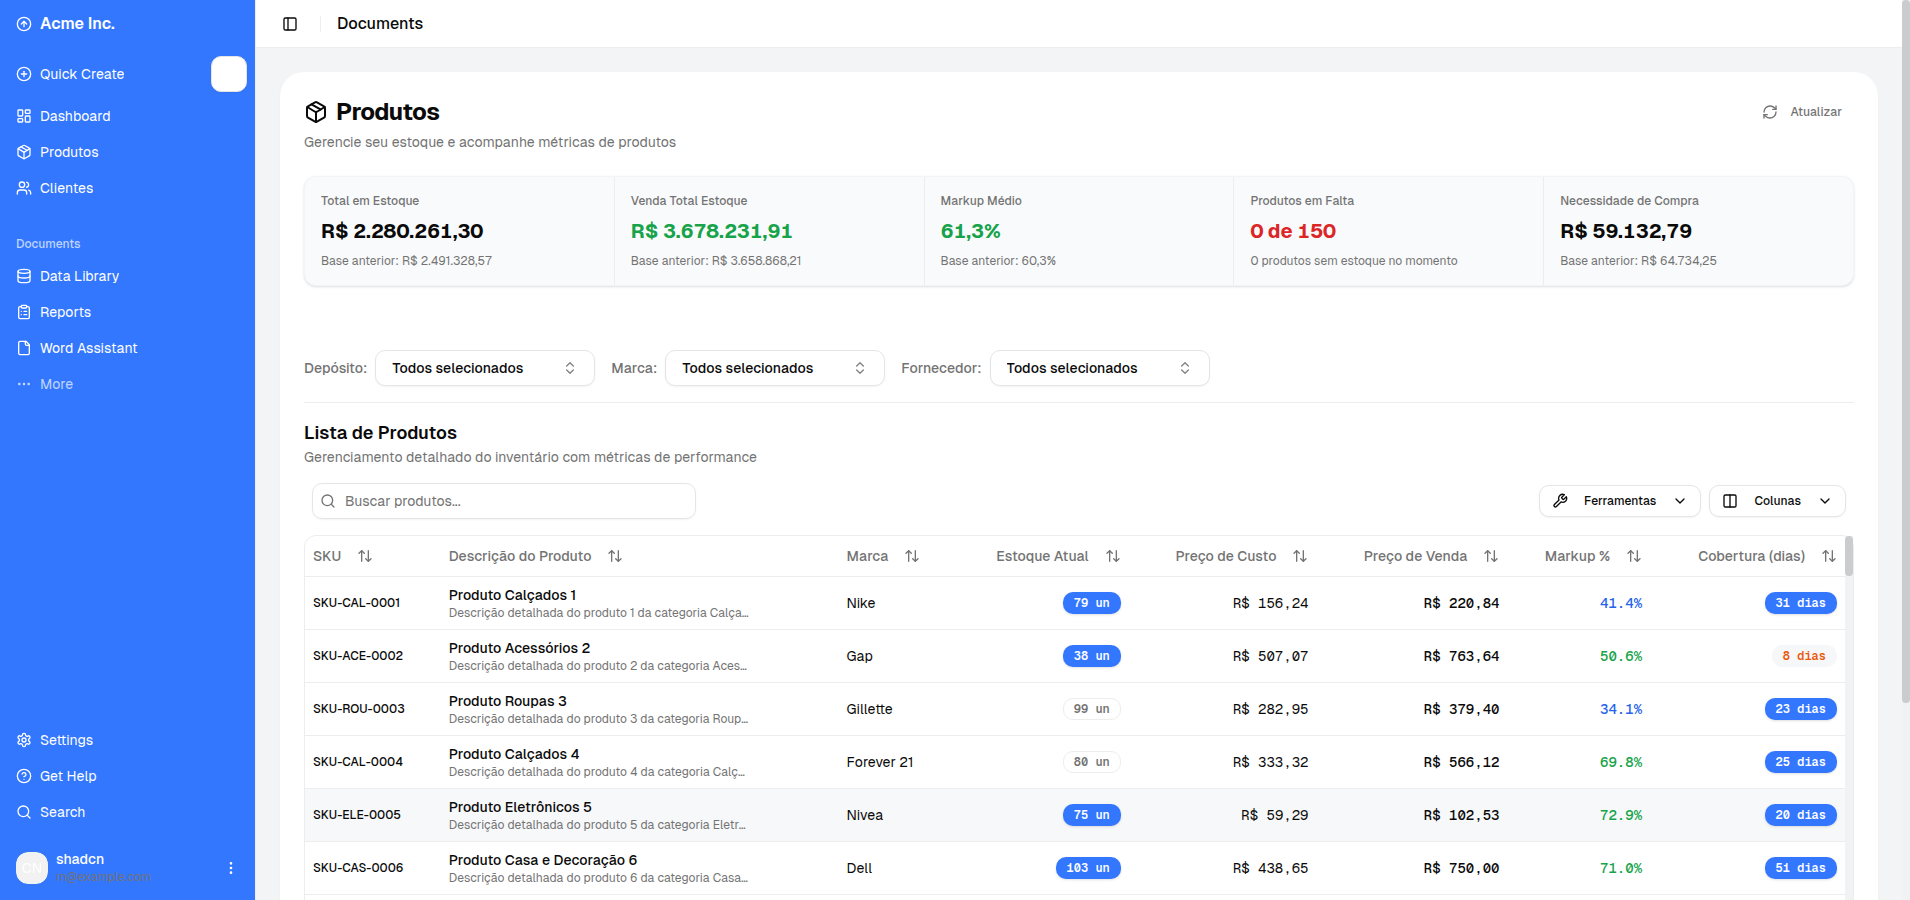 Acme Inc.
Documents
Quick Create
Dashboard
Produtos
Clientes
Documents
Data Library
Reports
Word Assistant
More
Settings
Get Help
Search
CN
shadcn
m@example.com
Produtos
Atualizar
Gerencie seu estoque e acompanhe métricas de produtos
Total em Estoque
R$ 2.280.261,30
Base anterior: R$ 2.491.328,57
Venda Total Estoque
R$ 3.678.231,91
Base anterior: R$ 3.658.868,21
Markup Médio
61,3%
Base anterior: 60,3%
Produtos em Falta
0 de 150
0 produtos sem estoque no momento
Necessidade de Compra
R$ 59.132,79
Base anterior: R$ 64.734,25
Depósito: Todos selecionados Marca: Todos selecionados Fornecedor: Todos selecionados
Lista de Produtos
Gerenciamento detalhado do inventário com métricas de performance
Buscar produtos...
Ferramentas
Colunas
SKU Descrição do Produto Marca Estoque Atual Preço de Custo Preço de Venda Markup % Cobertura (dias)
SKU-CAL-0001 Produto Calçados 1 Nike 79 un R$ 156,24 R$ 220,84 41.4% 31 dias
Descrição detalhada do produto 1 da categoria Calça...
SKU-ACE-0002 Produto Acessórios 2 Gap 38 un R$ 507,07 R$ 763,64 50.6% 8 dias
Descrição detalhada do produto 2 da categoria Aces...
SKU-ROU-0003 Produto Roupas 3 Gillette 99 un R$ 282,95 R$ 379,40 34.1% 23 dias
Descrição detalhada do produto 3 da categoria Roup...
SKU-CAL-0004 Produto Calçados 4 Forever 21 80 un R$ 333,32 R$ 566,12 69.8% 25 dias
Descrição detalhada do produto 4 da categoria Calç...
SKU-ELE-0005 Produto Eletrônicos 5 Nivea 75 un R$ 59,29 R$ 102,53 72.9% 20 dias
Descrição detalhada do produto 5 da categoria Eletr...
SKU-CAS-0006 Produto Casa e Decoração 6 Dell 103 un R$ 438,65 R$ 750,00 71.0% 51 dias
Descrição detalhada do produto 6 da categoria Casa...